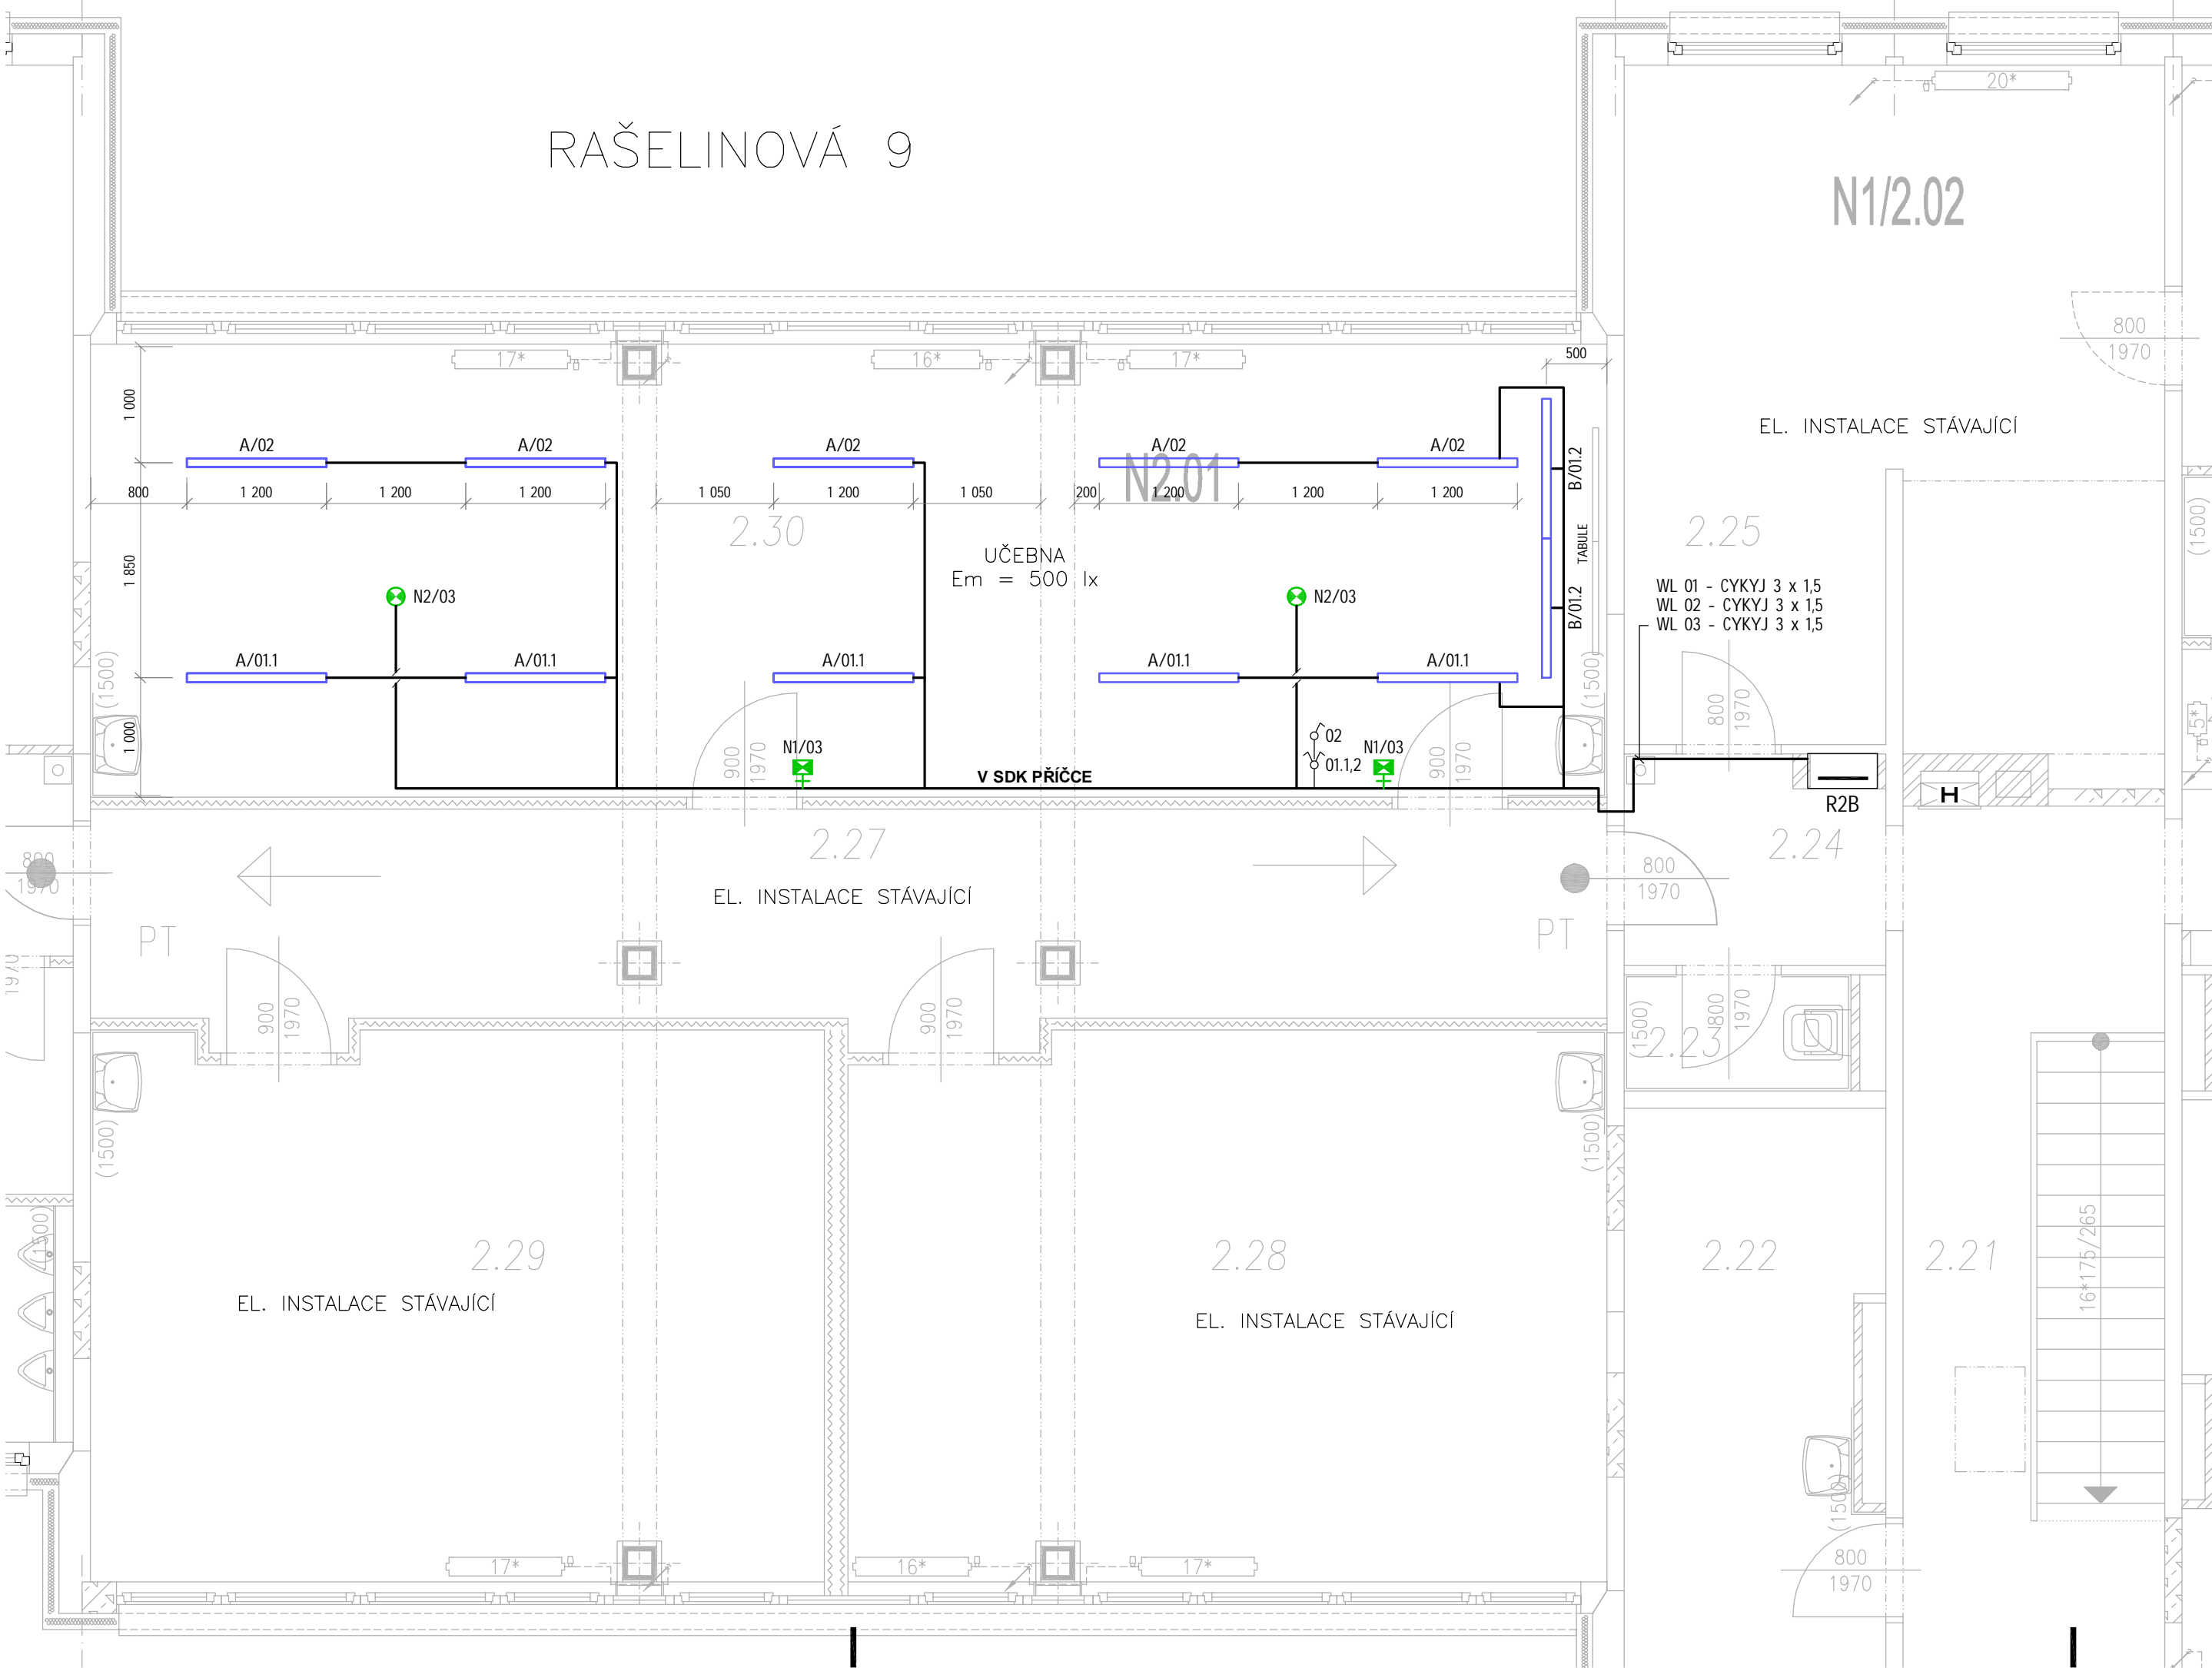 RAŠELINOVÁ 9
20*
N1/2.02
800
1970
17*
16*
17*
500
EL. INSTALACE STÁVAJÍCÍ
1 000
A/02
A/02
A/02
A/02
A/02
B/01.2
N2.01
800
1 200
1 200
1 200
1 050
1 200
1 050
200
1 200
1 200
1 200
2.30
2.25
(1500)
TABULE
UČEBNA
Em = 500 lx
1 850
N2/03
N2/03
B/01.2
WL 01 - CYKYJ 3 x 1,5
WL 02 - CYKYJ 3 x 1,5
WL 03 - CYKYJ 3 x 1,5
(1500)
A/01.1
A/01.1
A/01.1
A/01.1
A/01.1
(1500)
800
1970
15*
1 000
900
1970
N1/03
02
01.1,2
N1/03
900
1970
V SDK PŘÍČCE
R2B
H
2.27
2.24
800
1970
800
1970
EL. INSTALACE STÁVAJÍCÍ
PT
PT
1970
900
1970
900
1970
(1500)
2.23
800
1970
(1500)
(1500)
(1500)
2.29
2.28
2.22
2.21
16*175/265
EL. INSTALACE STÁVAJÍCÍ
EL. INSTALACE STÁVAJÍCÍ
(1500)
17*
16*
17*
800
1970